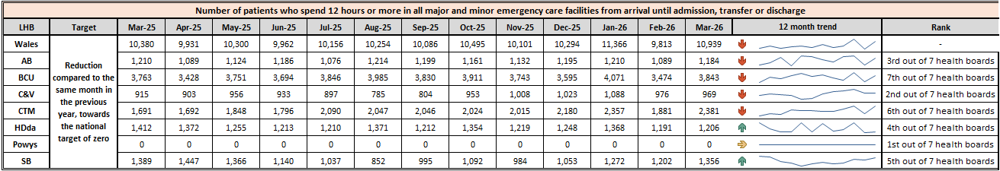 Number of patients who spend 12 hours or more in all major and minor emergency care facilities from arrival until admission, transfer or discharge
LHB Target Mar-25 Apr-25 May-25 Jun-25 Jul-25 Aug-25 Sep-25 Oct-25 Nov-25 Dec-25 Jan-26 Feb-26 Mar-26 12 month trend Rank
Wales 10,380 9,931 10,300 9,962 10,156 10,254 10,086 10,495 10,101 10,294 11,366 9,813 10,939 -
AB 1,210 1,089 1,124 1,186 1,076 1,214 1,199 1,161 1,132 1,195 1,210 1,089 1,184 3rd out of 7 health boards
Reduction
compared to the
same month in
the previous
year, towards
the national
target of zero
BCU 3,763 3,428 3,751 3,694 3,846 3,985 3,830 3,911 3,743 3,595 4,071 3,474 3,843 7th out of 7 health boards
C&V 915 903 956 933 897 785 804 953 1,008 1,023 1,088 976 969 2nd out of 7 health boards
CTM 1,691 1,692 1,848 1,796 2,090 2,047 2,046 2,024 2,015 2,180 2,357 1,881 2,381 6th out of 7 health boards
HDda 1,412 1,372 1,255 1,213 1,210 1,371 1,212 1,354 1,219 1,248 1,368 1,191 1,206 4th out of 7 health boards
Powys 0 0 0 0 0 0 0 0 0 0 0 0 0 1st out of 7 health boards
SB 1,389 1,447 1,366 1,140 1,037 852 995 1,092 984 1,053 1,272 1,202 1,356 5th out of 7 health boards